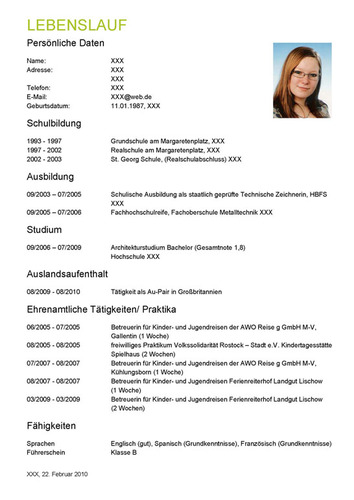 LEBENSLAUF
Persönliche Daten
Name: XXX
Adresse: XXX
XXX
Telefon: XXX
E-Mail: XXX@web.de
Geburtsdatum: 11.01.1987, XXX
Schulbildung
1993 - 1997 Grundschule am Margaretenplatz, XXX
1997 - 2002 Realschule am Margaretenplatz, XXX
2002 - 2003 St. Georg Schule, (Realschulabschluss) XXX
Ausbildung
09/2003 – 07/2005 Schulische Ausbildung als staatlich geprüfte Technische Zeichnerin, HBFS
XXX
09/2005 – 07/2006 Fachhochschulreife, Fachoberschule Metalltechnik XXX
Studium
09/2006 – 07/2009 Architekturstudium Bachelor (Gesamtnote 1,8)
Hochschule XXX
Auslandsaufenthalt
08/2009 - 08/2010 Tätigkeit als Au-Pair in Großbritannien
Ehrenamtliche Tätigkeiten/ Praktika
06/2005 - 07/2005 Betreuerin für Kinder- und Jugendreisen der AWO Reise g GmbH M-V,
Gallentin (1 Woche)
08/2005 - 08/2005 freiwilliges Praktikum Volkssolidarität Rostock – Stadt e.V. Kindertagesstätte
Spielhaus (2 Wochen)
07/2007 - 08/2007 Betreuerin für Kinder- und Jugendreisen der AWO Reise g GmbH M-V,
Kühlungsborn (1 Woche)
08/2007 - 08/2007 Betreuerin für Kinder- und Jugendreisen Ferienreiterhof Landgut Lischow
(1 Woche)
03/2009 - 03/2009 Betreuerin für Kinder- und Jugendreisen Ferienreiterhof Landgut Lischow
(2 Wochen)
Fähigkeiten
Sprachen Englisch (gut), Spanisch (Grundkenntnisse), Französisch (Grundkenntnisse)
Führerschein Klasse B
XXX, 22. Februar 2010